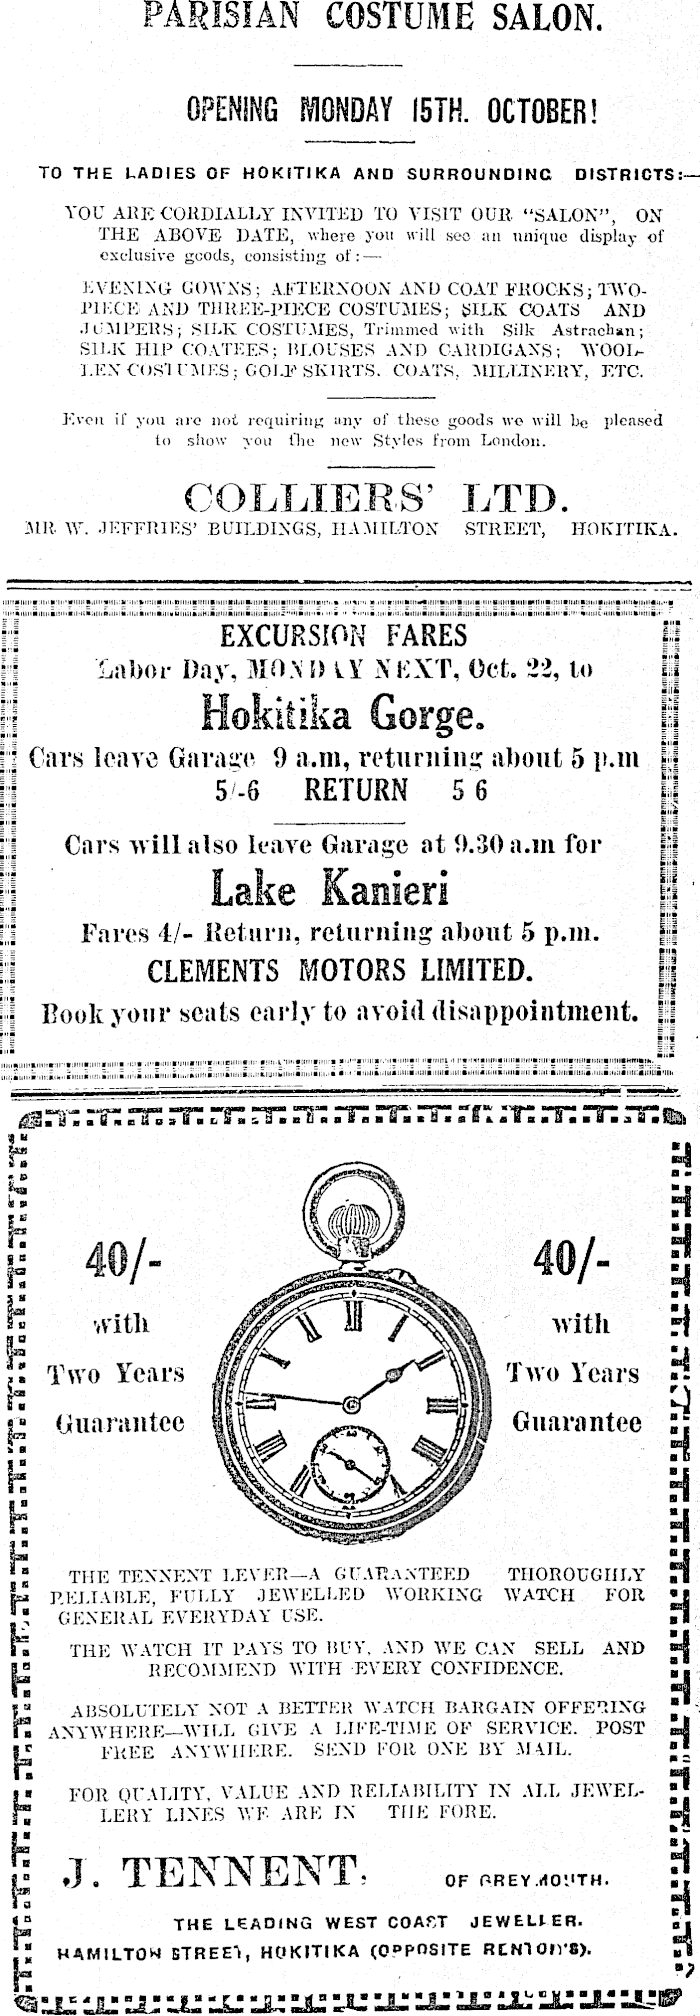 PARISIAN COSTUME SALON.
OPENING MONDAY 15TH. OCTOBER!
TO THE LADIES OF HOKITIKA AND SURROUNDING DISTRICTS:—
YOU ARE CORDIALLY INVITED TO VISIT OUR "SALON", ON
THE ABOVE DATE, where you will see an unique display of
exclusive goods, consisting of:—
EVENING GOWNS; AFTERNOON AND COAT FROCKS; TWO-
PIECE AND THREE-PIECE COSTUMES; SILK COATS AND
JUMPERS; SILK COSTUMES, Trimmed with Silk Astrachan;
SILK HIP COATEES; BLOUSES AND CARDIGANS; WOOL-
LEN COSTUMES; GOLF SKIRTS. COATS, MILLINERY, ETC.
Even if you are not requiring any of these goods we will be pleased
to show you the new Styles from London.
COLLIERS' LTD.
MR W. JEFFRIES' BUILDINGS, HAMILTON STREET, HOKITIKA.
EXCURSION FARES
Labor Day, MONDAY NEXT, Oct. 22, to
Hokitika Gorge.
Cars leave Garage 9 a.m, returning about 5 p.m
5/-6 RETURN 5 6
Cars will also leave Garage at 9.30 a.m for
Lake Kanieri
Fares 4/- Return, returning about 5 p.m.
CLEMENTS MOTORS LIMITED.
Book your seats early to avoid disappointment.
40/- 40/-
with with
Two Years Two Years
Guarantee Guarantee
THE TENNENT LEVER—A GUARANTEED THOROUGHLY
RELIABLE, FULLY JEWELLED WORKING WATCH FOR
GENERAL EVERYDAY USE.
THE WATCH IT PAYS TO BUY, AND WE CAN SELL AND
RECOMMEND WITH EVERY CONFIDENCE.
ABSOLUTELY NOT A BETTER WATCH BARGAIN OFFERING
ANYWHERE—WILL GIVE A LIFE-TIME OF SERVICE. POST
FREE ANYWHERE. SEND FOR ONE BY MAIL.
FOR QUALITY, VALUE AND RELIABILITY IN ALL JEWEL-
LERY LINES WE ARE IN THE FORE.
J. TENNENT, OF GREYMOUTH.
THE LEADING WEST COAST JEWELLER.
HAMILTON STREET, HOKITIKA (OPPOSITE RENTON'S).